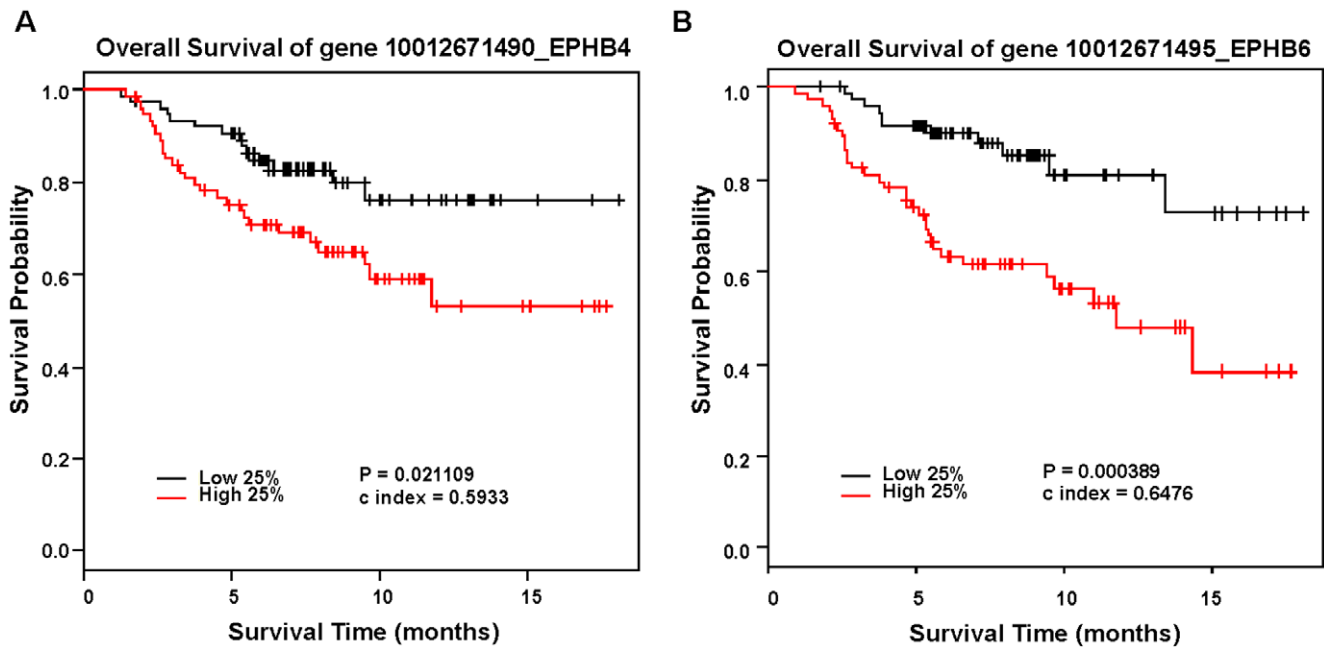 A
Overall Survival of gene 10012671490_EPHB4
Survival Probability
1.0
0.8
0.6
0.4
0.2
0.0
Low 25%
High 25%
P = 0.021109
c index = 0.5933
0 5 10 15
Survival Time (months)
B
Overall Survival of gene 10012671495_EPHB6
Survival Probability
1.0
0.8
0.6
0.4
0.2
0.0
Low 25%
High 25%
P = 0.000389
c index = 0.6476
0 5 10 15
Survival Time (months)